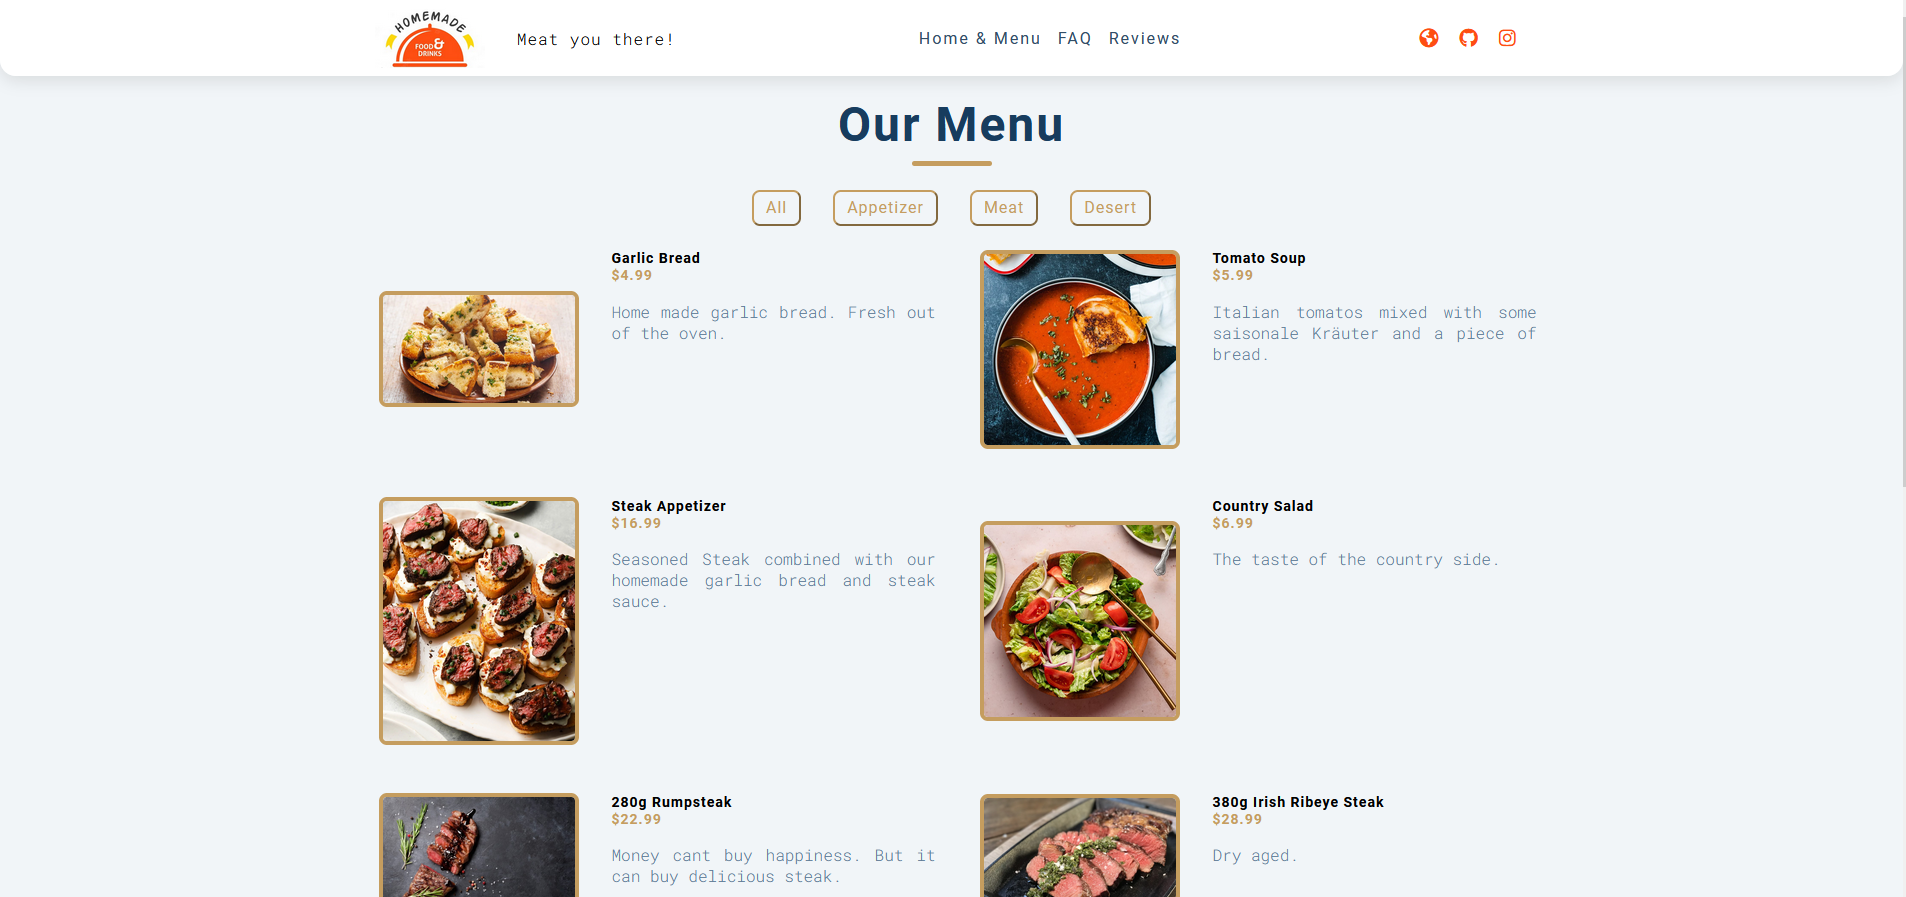 HOMEMADE
FOOD &
DRINKS
Meat you there!
Home & Menu FAQ Reviews
Our Menu
All Appetizer Meat Desert
Garlic Bread
$4.99
Home made garlic bread. Fresh out
of the oven.
Tomato Soup
$5.99
Italian tomatos mixed with some
saisonale Kräuter and a piece of
bread.
Steak Appetizer
$16.99
Seasoned Steak combined with our
homemade garlic bread and steak
sauce.
Country Salad
$6.99
The taste of the country side.
280g Rumpsteak
$22.99
Money cant buy happiness. But it
can buy delicious steak.
380g Irish Ribeye Steak
$28.99
Dry aged.